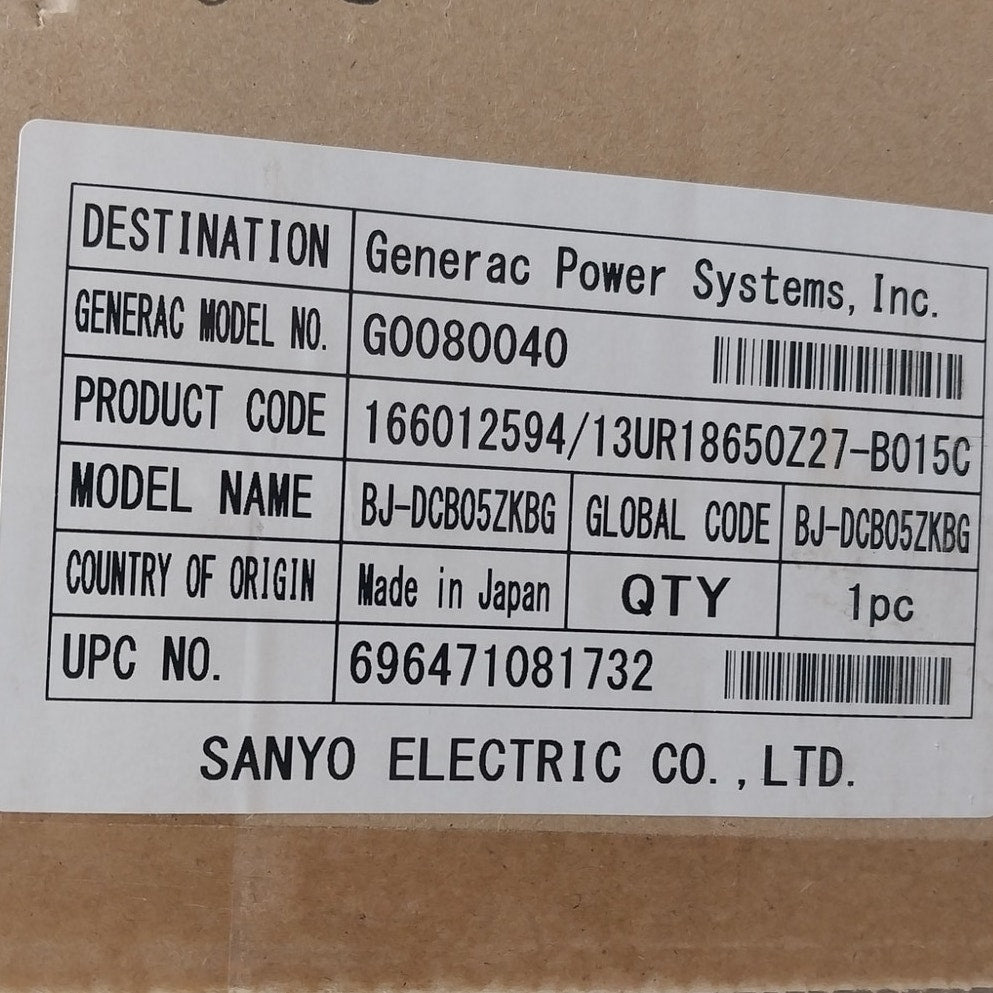 DESTINATION Generac Power Systems, Inc.
GENERAC MODEL NO. G0080040
PRODUCT CODE 166012594/13UR18650Z27-B015C
MODEL NAME BJ-DCB05ZKBG GLOBAL CODE BJ-DCB05ZKBG
COUNTRY OF ORIGIN Made in Japan QTY 1pc
UPC NO. 696471081732
SANYO ELECTRIC CO.,LTD.